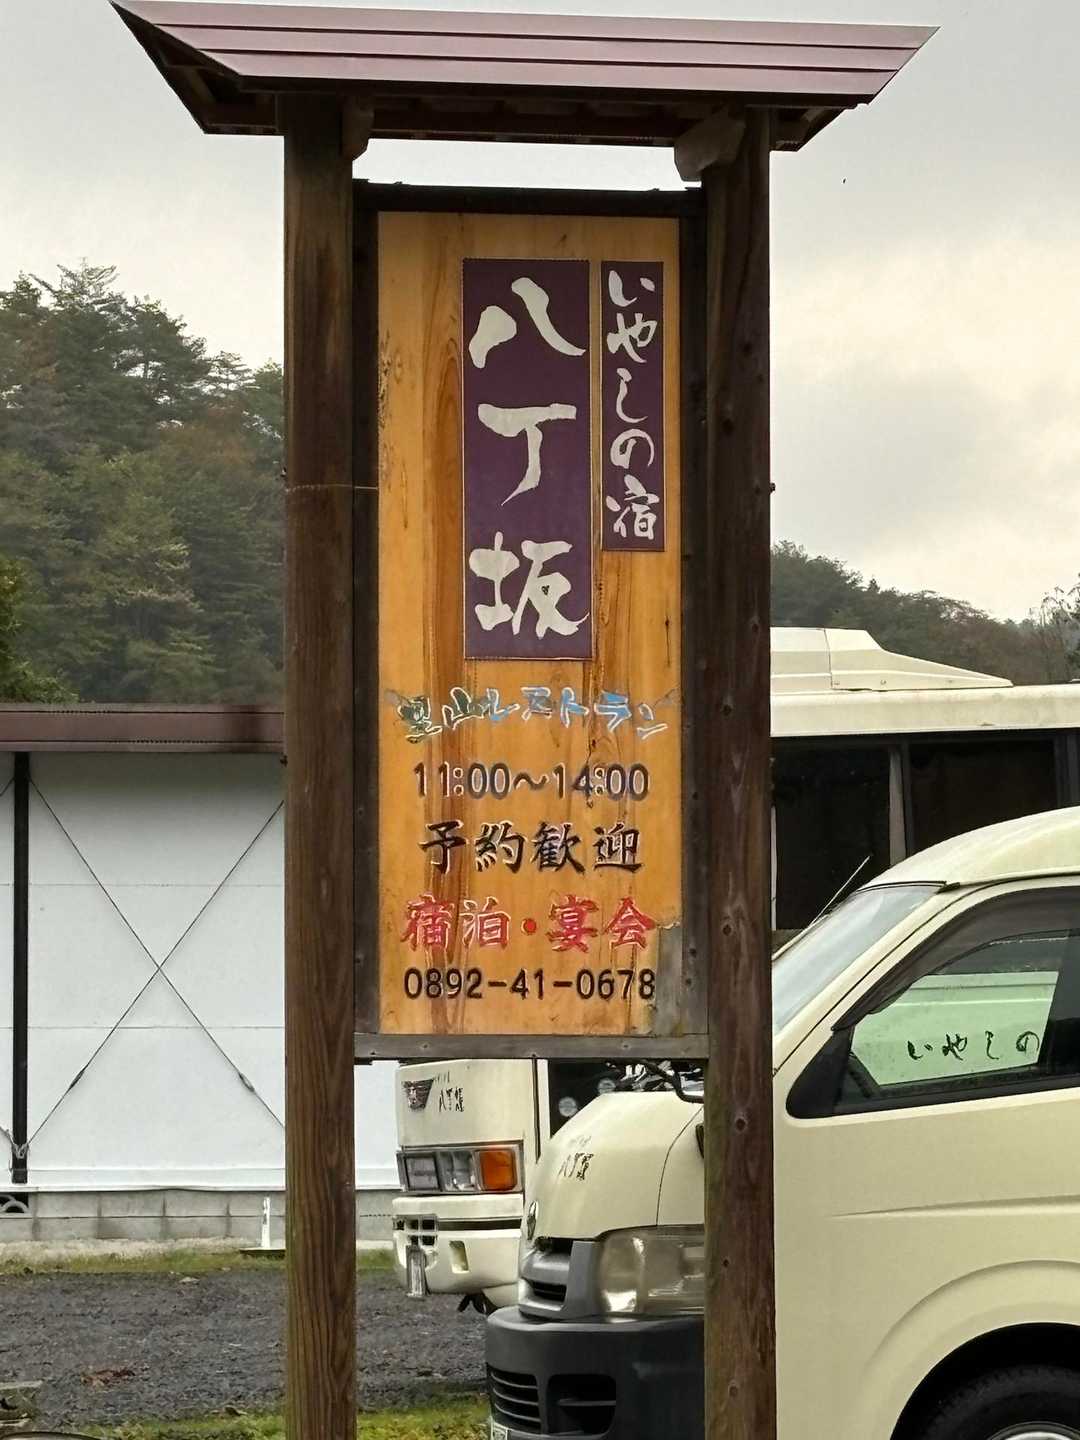 いやしの宿
八丁坂
里山レストラン
11:00～14:00
予約歓迎
宿泊・宴会
0892-41-0678
いやしの